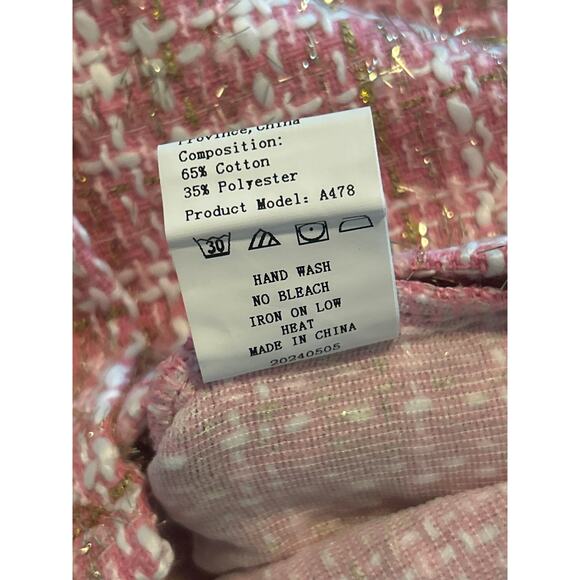 Province, China
Composition:
65% Cotton
35% Polyester
Product Model: A478
30
HAND WASH
NO BLEACH
IRON ON LOW
HEAT
MADE IN CHINA
20240505